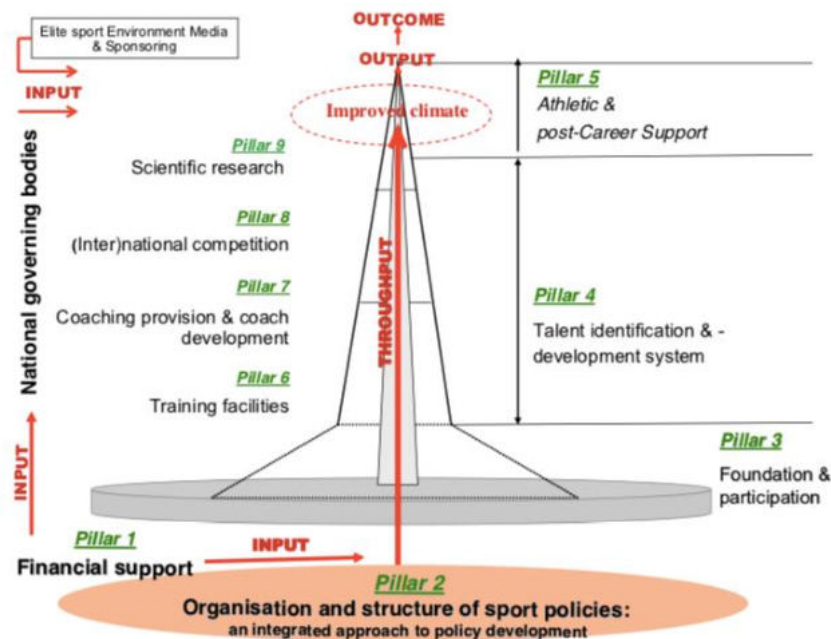 OUTCOME
Elite sport Environment Media
& Sponsoring
OUTPUT
INPUT
Improved climate
Pillar 5
Athletic &
post-Career Support
National governing bodies
Pillar 9
Scientific research
Pillar 8
(Inter)national competition
Pillar 7
Coaching provision & coach
development
Pillar 6
Training facilities
THROUGHPUT
Pillar 4
Talent identification & -
development system
Pillar 3
Foundation &
participation
INPUT
Pillar 1
Financial support
INPUT
Pillar 2
Organisation and structure of sport policies:
an integrated approach to policy development